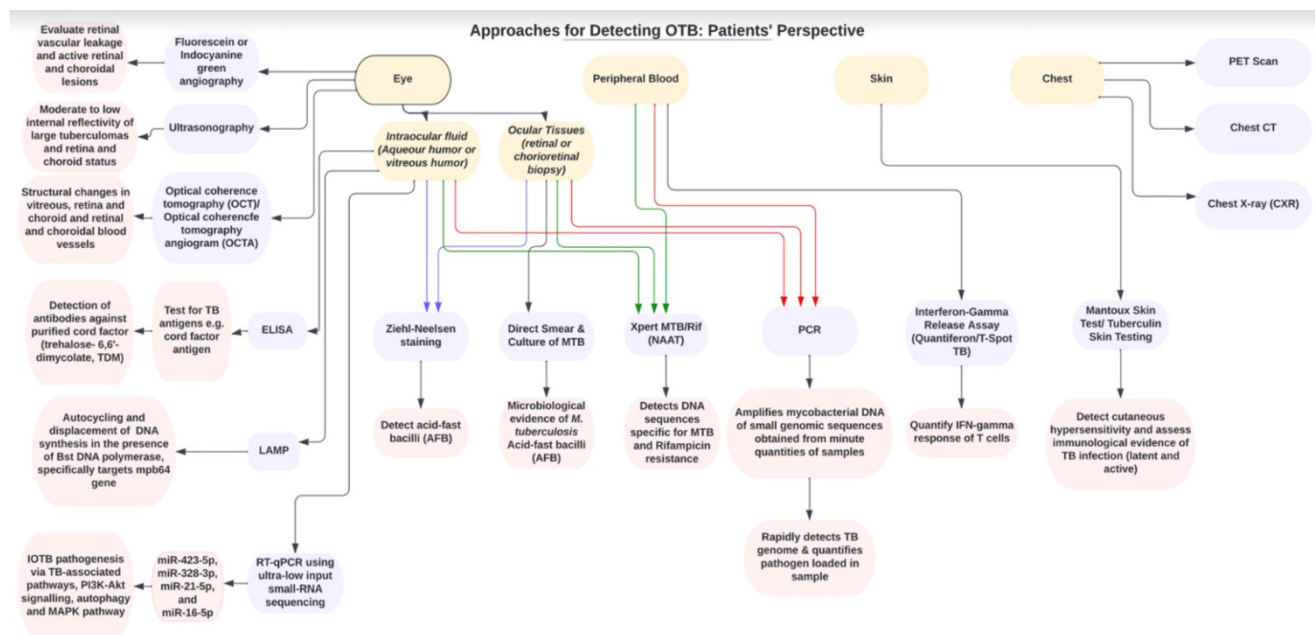 Approaches for Detecting OTB: Patients' Perspective
Evaluate retinal
vascular leakage
and active retinal
and choroidal
lesions
Fluorescein or
Indocyanine
green
angiography
Eye
Peripheral Blood
Skin
Chest
PET Scan
Moderate to low
internal reflectivity of
large tuberculomas
and retina and
choroid status
Ultrasonography
Intraocular fluid
(Aqueour humor or
vitreous humor)
Ocular Tissues
(retinal or
chorioretinal
biopsy)
Chest CT
Structural changes in
vitreous, retina and
choroid and retinal
and choroidal blood
vessels
Optical coherence
tomography (OCT)/
Optical coherencfe
tomography
angiogram (OCTA)
Chest X-ray (CXR)
Detection of
antibodies against
purified cord factor
(trehalose- 6,6'-
dimycolate, TDM)
Test for TB
antigens e.g.
cord factor
antigen
ELISA
Ziehl-Neelsen
staining
Direct Smear &
Culture of MTB
Xpert MTB/Rif
(NAAT)
PCR
Interferon-Gamma
Release Assay
(Quantiferon/T-Spot
TB)
Mantoux Skin
Test/ Tuberculin
Skin Testing
Autocycling and
displacement of DNA
synthesis in the presence
of Bst DNA polymerase,
specifically targets mpb64
gene
LAMP
Detect acid-fast
bacilli (AFB)
Microbiological
evidence of M.
tuberculosis
Acid-fast bacilli
(AFB)
Detects DNA
sequences
specific for MTB
and Rifampicin
resistance
Amplifies mycobacterial DNA
of small genomic sequences
obtained from minute
quantities of samples
Quantify IFN-gamma
response of T cells
Detect cutaneous
hypersensitivity and assess
immunological evidence of
TB infection (latent and
active)
Rapidly detects TB
genome & quantifies
pathogen loaded in
sample
IOTB pathogenesis
via TB-associated
pathways, PI3K-Akt
signalling, autophagy
and MAPK pathway
miR-423-5p,
miR-328-3p,
miR-21-5p,
and
miR-16-5p
RT-qPCR using
ultra-low input
small-RNA
sequencing